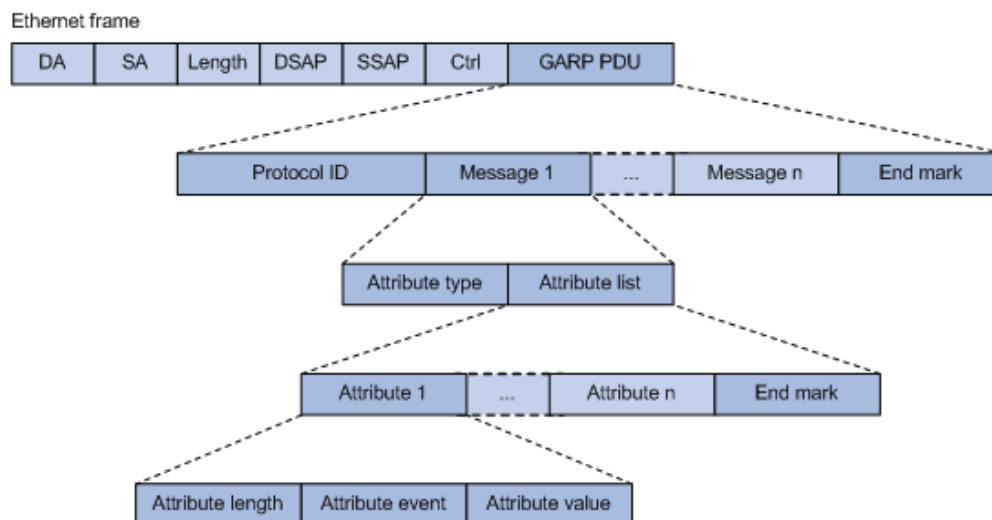 Ethernet frame
DA SA Length DSAP SSAP Ctrl GARP PDU
Protocol ID Message 1 ... Message n End mark
Attribute type Attribute list
Attribute 1 ... Attribute n End mark
Attribute length Attribute event Attribute value